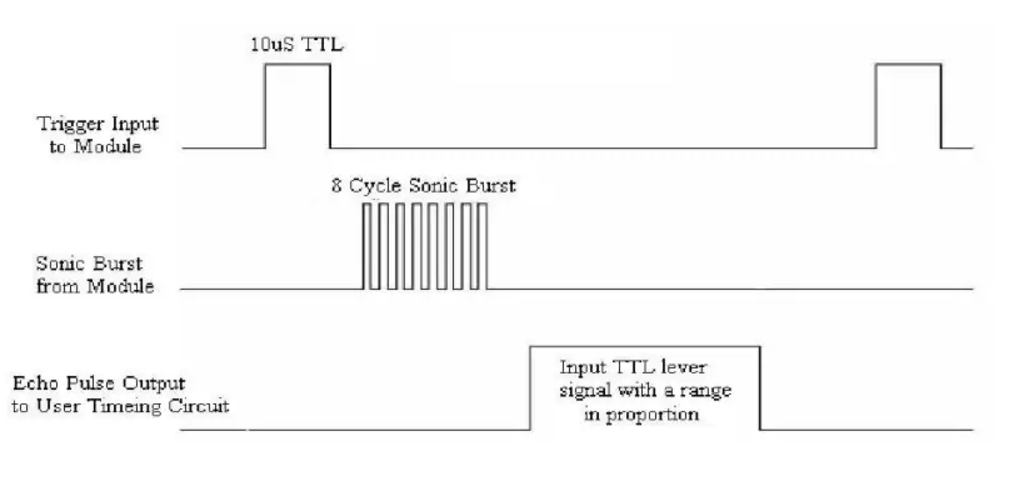 10uS TTL
Trigger Input
to Module
8 Cycle Sonic Burst
Sonic Burst
from Module
Echo Pulse Output
to User Timeing Circuit
Input TTL lever
signal with a range
in proportion